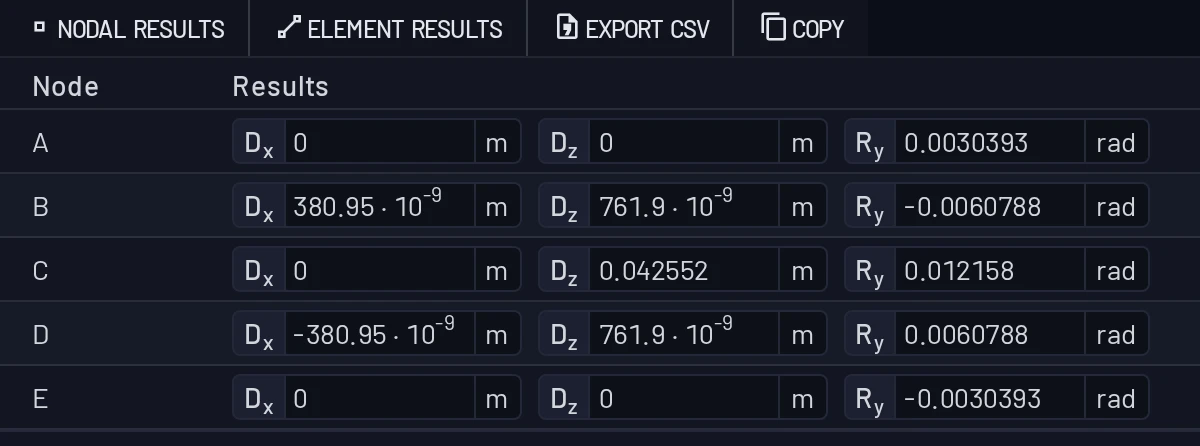 NODAL RESULTS ELEMENT RESULTS EXPORT CSV COPY
Node Results
A Dx 0 m Dz 0 m Ry 0.0030393 rad
B Dx 380.95 · 10^-9 m Dz 761.9 · 10^-9 m Ry -0.0060788 rad
C Dx 0 m Dz 0.042552 m Ry 0.012158 rad
D Dx -380.95 · 10^-9 m Dz 761.9 · 10^-9 m Ry 0.0060788 rad
E Dx 0 m Dz 0 m Ry -0.0030393 rad